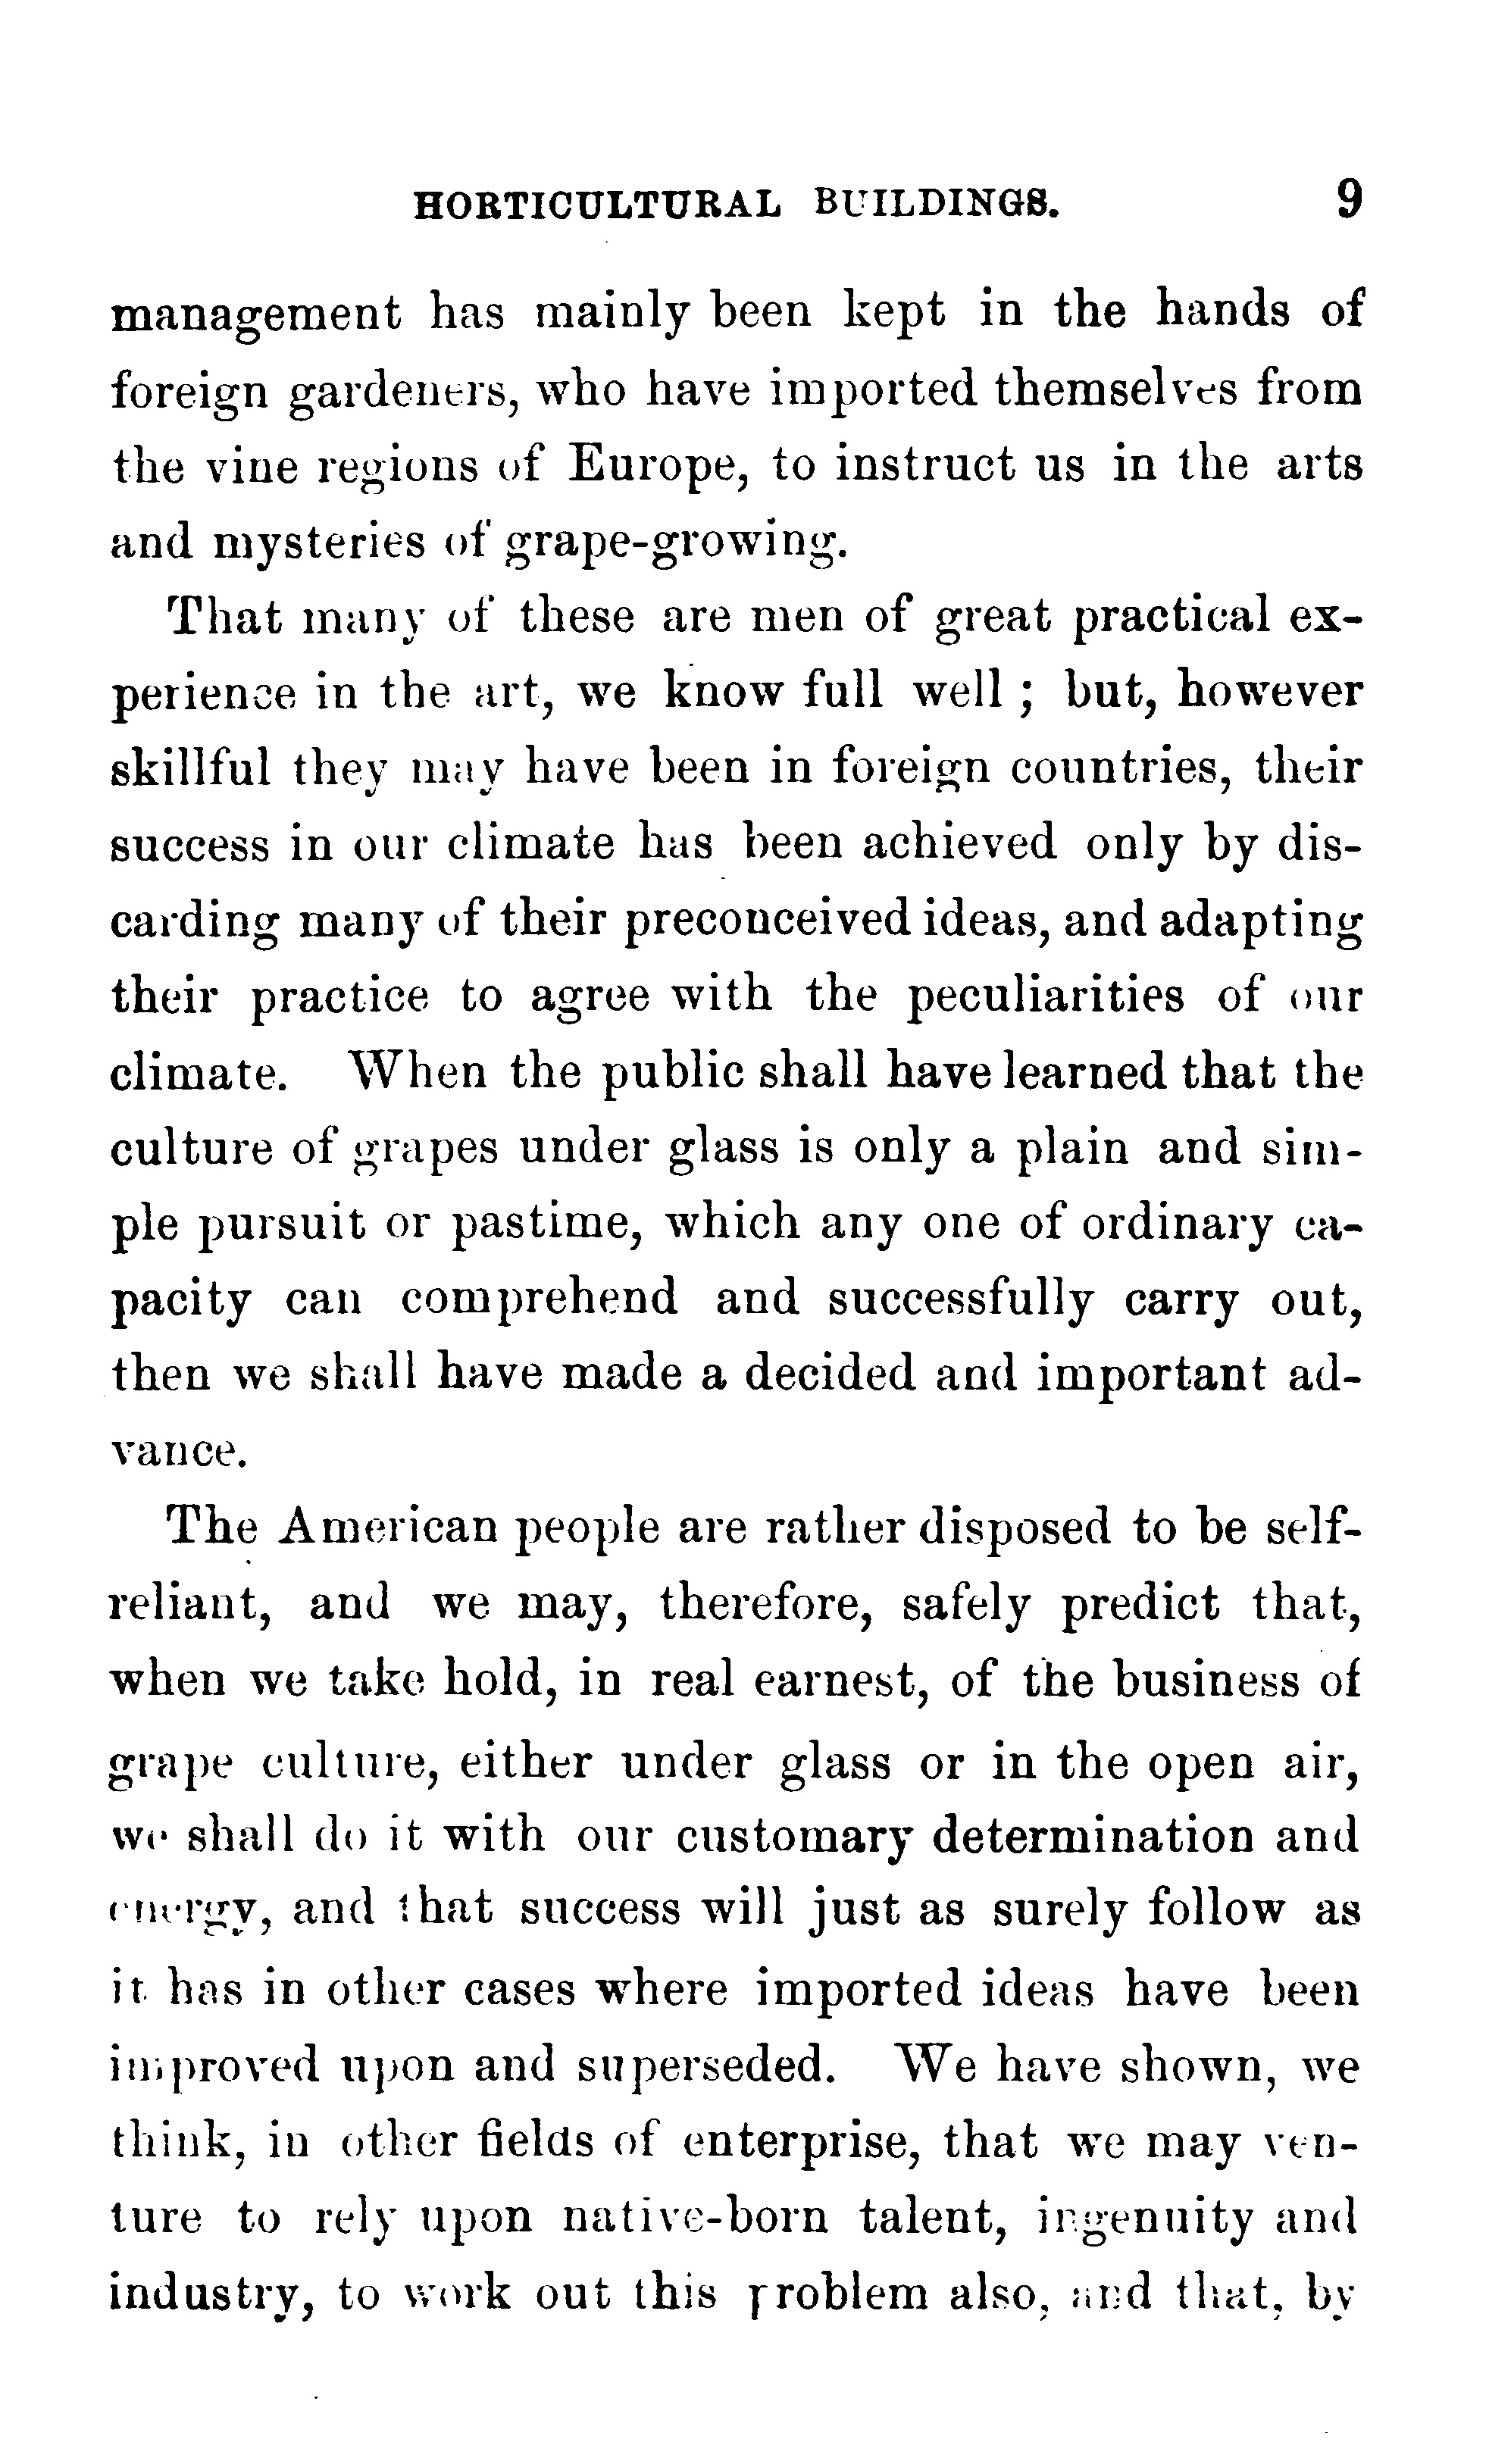 HORTICULTURAL BUILDINGS. 9
management has mainly been kept in the hands of
foreign gardeners, who have imported themselves from
the vine regions of Europe, to instruct us in the arts
and mysteries of grape-growing.
That many of these are men of great practical ex-
perience in the art, we know full well ; but, however
skillful they may have been in foreign countries, their
success in our climate has been achieved only by dis-
carding many of their preconceived ideas, and adapting
their practice to agree with the peculiarities of our
climate. When the public shall have learned that the
culture of grapes under glass is only a plain and sim-
ple pursuit or pastime, which any one of ordinary ca-
pacity can comprehend and successfully carry out,
then we shall have made a decided and important ad-
vance.
The American people are rather disposed to be self-
reliant, and we may, therefore, safely predict that,
when we take hold, in real earnest, of the business of
grape culture, either under glass or in the open air,
we shall do it with our customary determination and
energy, and that success will just as surely follow as
it has in other cases where imported ideas have been
improved upon and superseded. We have shown, we
think, in other fields of enterprise, that we may ven-
ture to rely upon native-born talent, ingenuity and
industry, to work out this problem also, and that, by